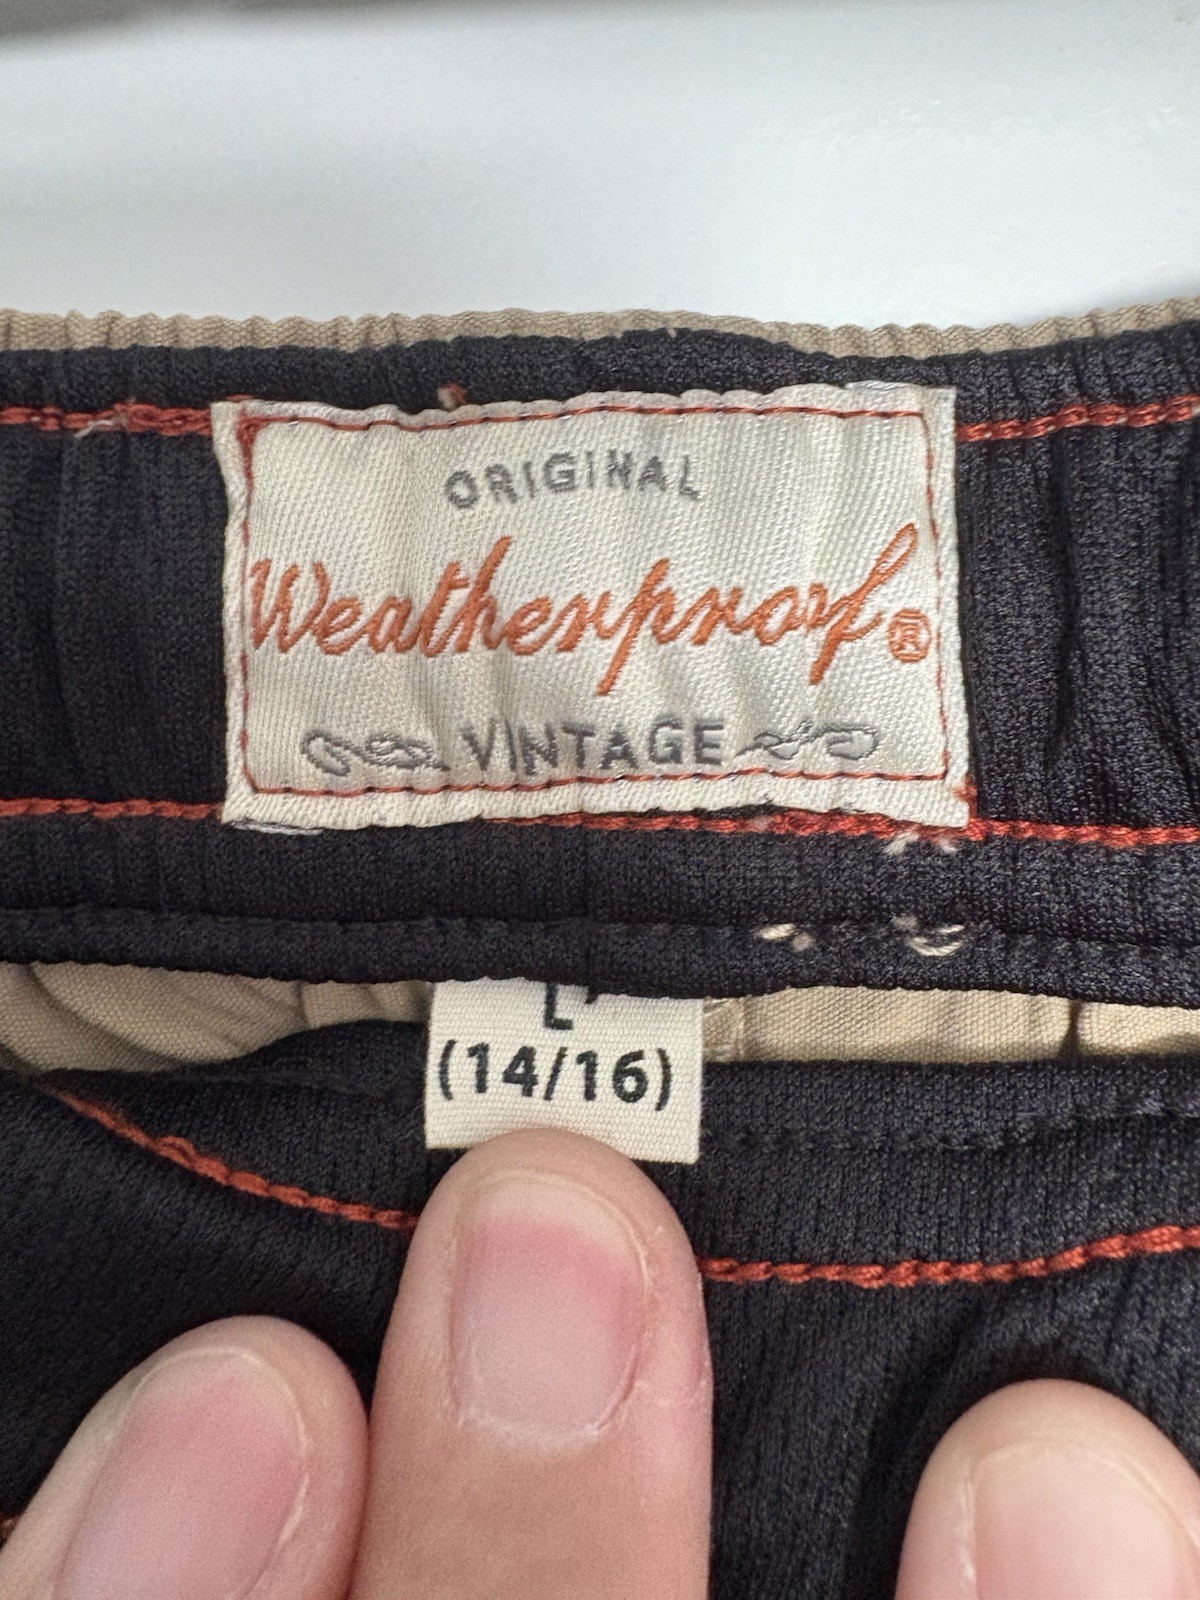 ORIGINAL
Weatherproof®
VINTAGE
L
(14/16)